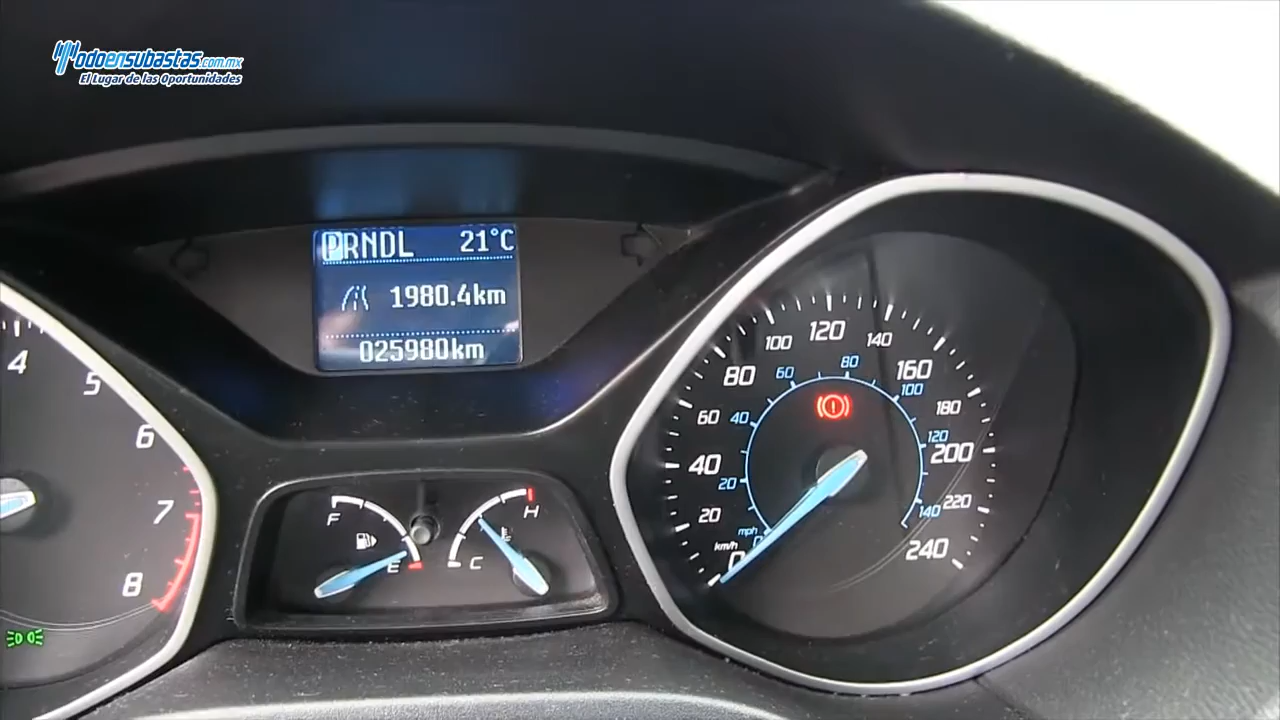 Todoensubastas.com.mx
El Lugar de las Oportunidades
PRNDL 21°C
1980.4km
025980km
4
5
6
7
8
F
E
C
H
km/h
0
20
40
60
80
100
120
140
160
180
200
220
240
mph
0
20
40
60
80
100
120
140